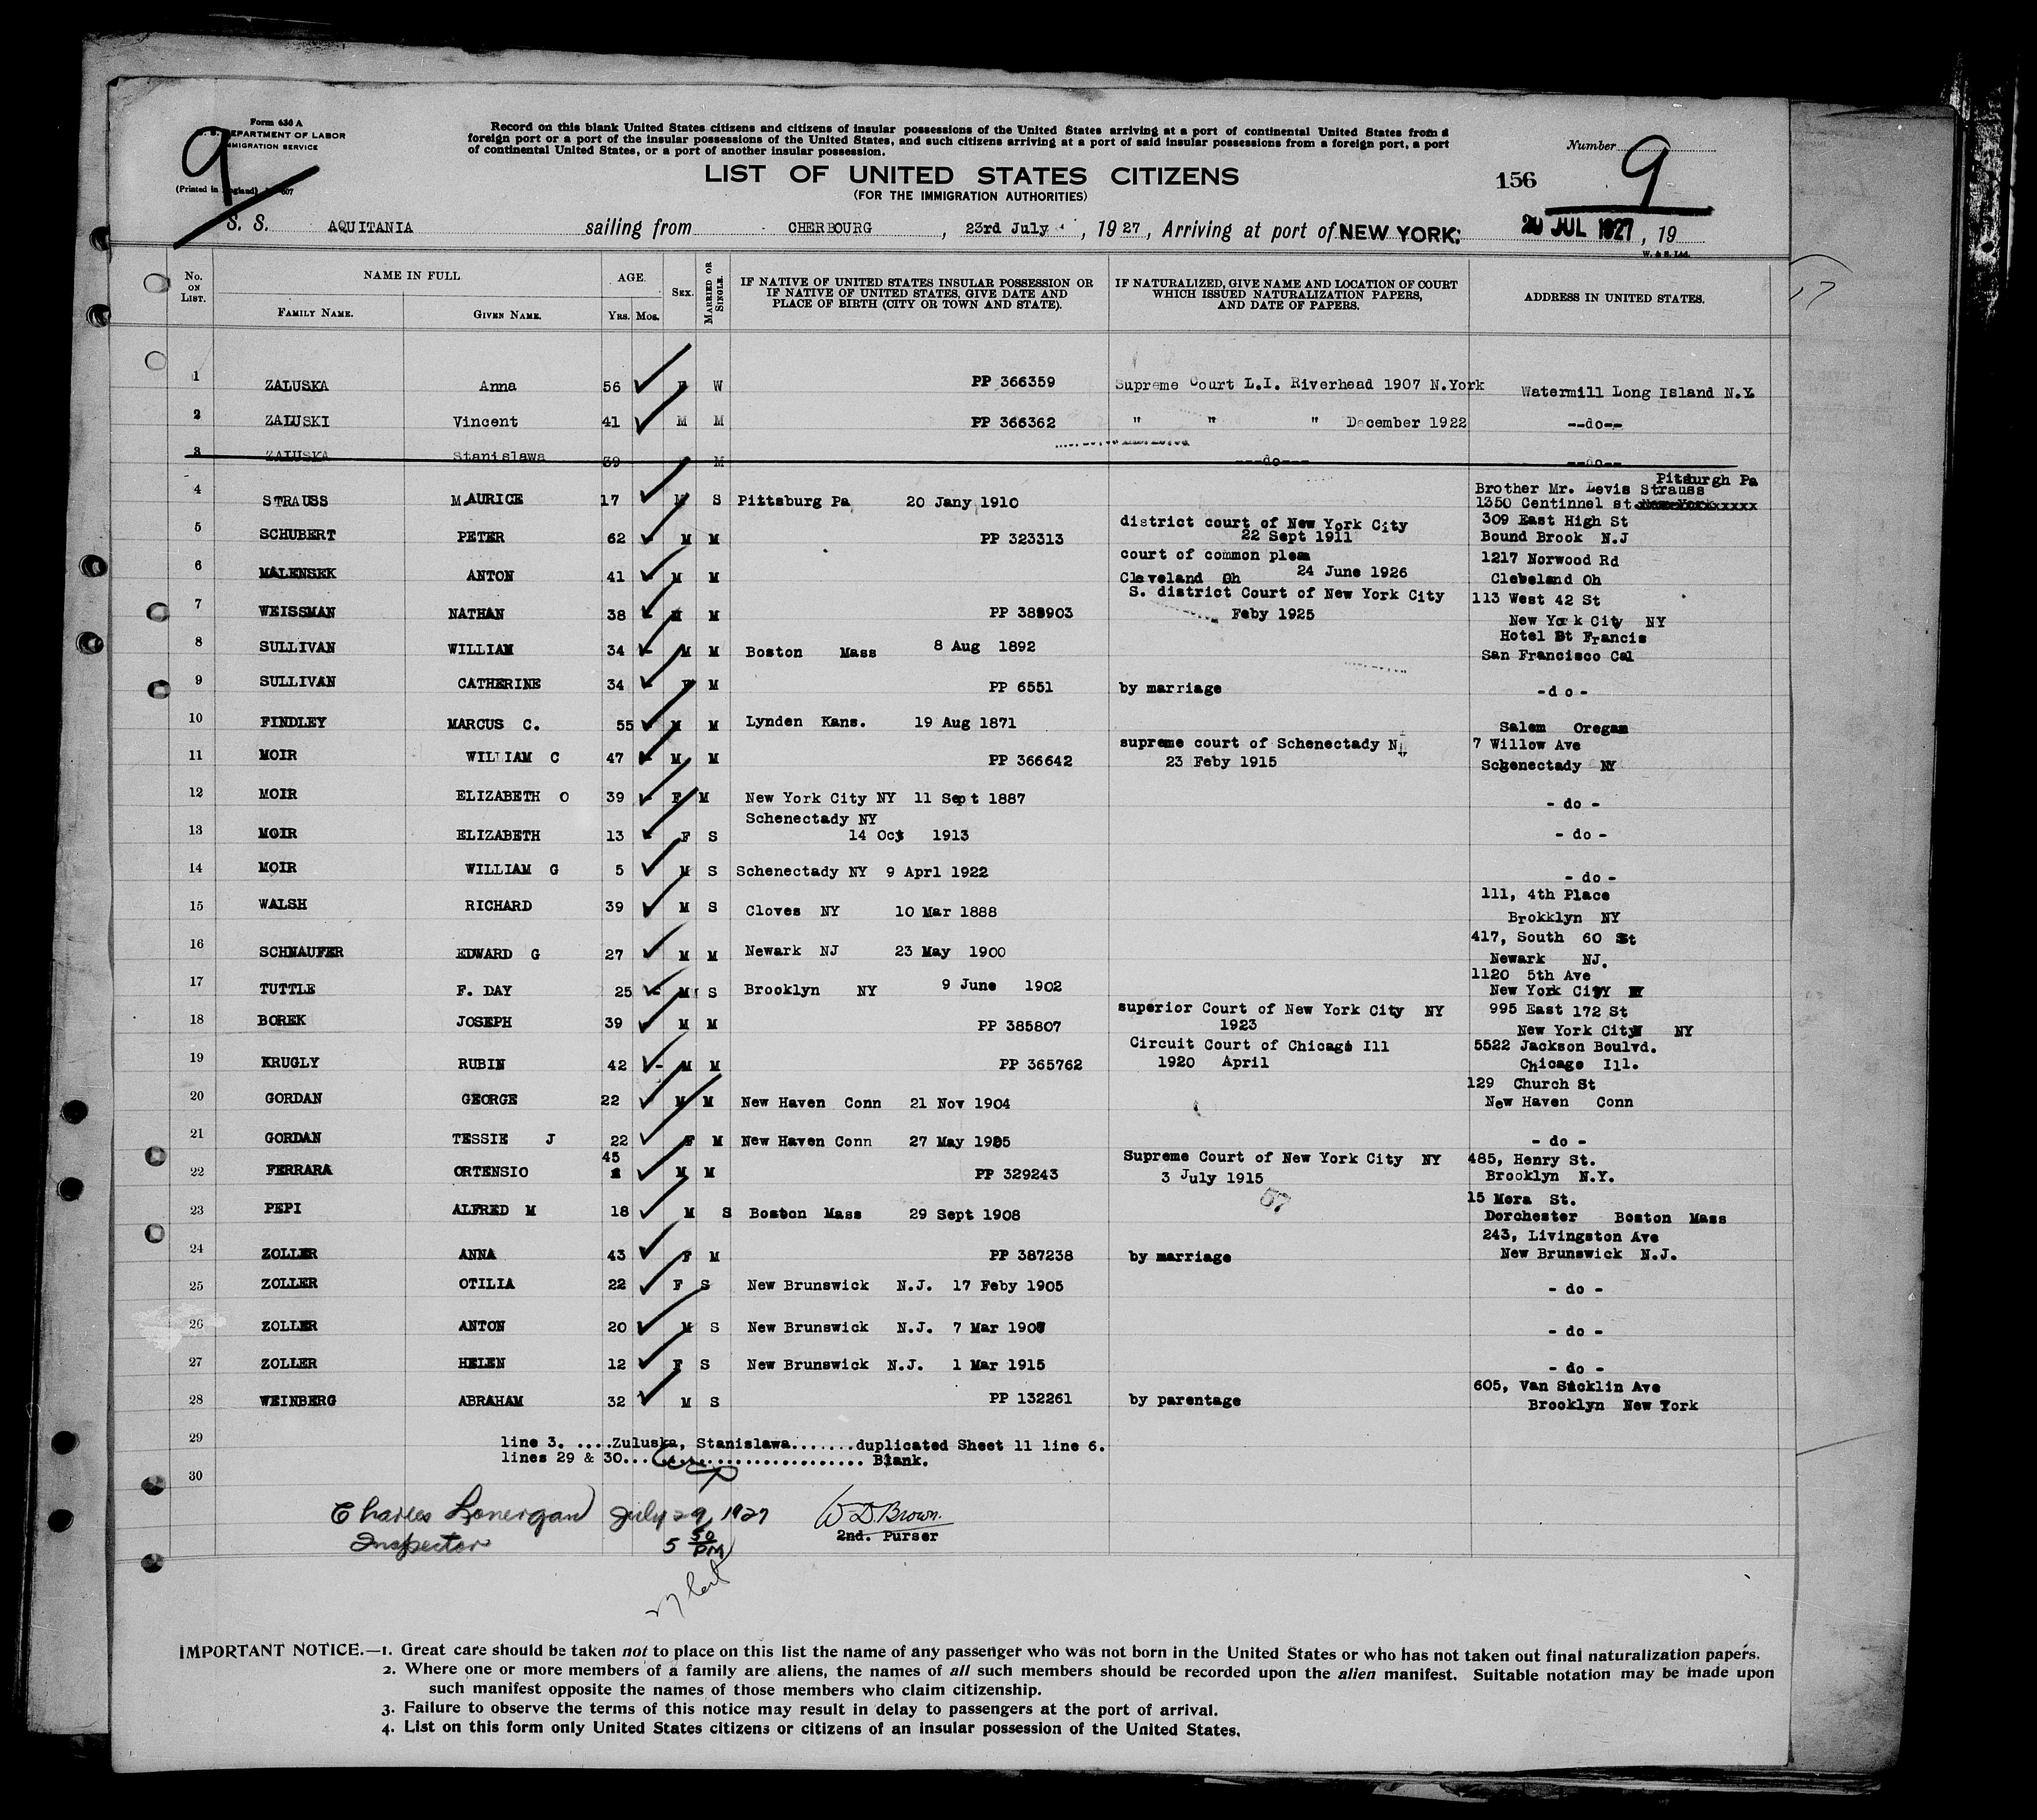 Form 630 A
DEPARTMENT OF LABOR
IMMIGRATION SERVICE
(Printed in England) 607
9
Record on this blank United States citizens and citizens of insular possessions of the United States arriving at a port of continental United States from a
foreign port or a port of the insular possessions of the United States, and such citizens arriving at a port of said insular possessions from a foreign port, a port
of continental United States, or a port of another insular possession.
LIST OF UNITED STATES CITIZENS
(FOR THE IMMIGRATION AUTHORITIES)
Number 9
156
S. S. AQUITANIA sailing from CHERBOURG, 23rd July, 1927, Arriving at port of NEW YORK: JUL 1927, 19
W. & S. Ltd.
No. ON LIST. NAME IN FULL FAMILY NAME. GIVEN NAME. AGE. YRS. MOS. SEX. MARRIED OR SINGLE. IF NATIVE OF UNITED STATES INSULAR POSSESSION OR IF NATIVE OF UNITED STATES, GIVE DATE AND PLACE OF BIRTH (CITY OR TOWN AND STATE). IF NATURALIZED, GIVE NAME AND LOCATION OF COURT WHICH ISSUED NATURALIZATION PAPERS, AND DATE OF PAPERS. ADDRESS IN UNITED STATES.
1 ZALUSKA Anna 56 F W PP 366359 Supreme Court L.I. Riverhead 1907 N.York Watermill Long Island N.Y.
2 ZALUSKI Vincent 41 M M PP 366362 " " " December 1922 --do--
3 ZALUSKA Stanislawa 39 M ---do--- --do--
4 STRAUSS MAURICE 17 M S Pittsburg Pa 20 Jany 1910 Brother Mr. Levis Strauss Pitsburgh Pa
1350 Centinnel st New York xxxxx
5 SCHUBERT PETER 62 M M PP 323313 district court of New York City 22 Sept 1911 309 East High St
Bound Brook N.J
6 MALENSEK ANTON 41 M M court of common plea Cleveland Oh 24 June 1926 1217 Norwood Rd
Clebeland Oh
7 WEISSMAN NATHAN 38 M M PP 388903 S. district Court of New York City Feby 1925 113 West 42 St
New York City NY
8 SULLIVAN WILLIAM 34 M M Boston Mass 8 Aug 1892 Hotel St Francis
San Francisco Cal
9 SULLIVAN CATHERINE 34 F M PP 6551 by marriage -do-
10 FINDLEY MARCUS C. 55 M M Lynden Kans. 19 Aug 1871 Salem Oregan
11 MOIR WILLIAM C 47 M M PP 366642 supreme court of Schenectady N 23 Feby 1915 7 Willow Ave
Schenectady NY
12 MOIR ELIZABETH O 39 F M New York City NY 11 Sept 1887 - do -
13 MOIR ELIZABETH 13 F S Schenectady NY 14 Oct 1913 - do -
14 MOIR WILLIAM G 5 M S Schenectady NY 9 Aprl 1922 - do -
15 WALSH RICHARD 39 M S Cloves NY 10 Mar 1888 111, 4th Place
Brokklyn NY
16 SCHNAUFER EDWARD G 27 M M Newark NJ 23 May 1900 417, South 60 St
Newark NJ.
17 TUTTLE F. DAY 25 M S Brooklyn NY 9 June 1902 1120 5th Ave
New York City NY
18 BOREK JOSEPH 39 M M PP 385807 superior Court of New York City NY 1923 995 East 172 St
New York City NY
19 KRUGLY RUBIN 42 M M PP 365762 Circuit Court of Chicago Ill 1920 April 5522 Jackson Boulvd.
Chicago Ill.
20 GORDAN GEORGE 22 M M New Haven Conn 21 Nov 1904 129 Church St
New Haven Conn
21 GORDAN TESSIE J 22 F M New Haven Conn 27 May 1905 - do -
22 FERRARA ORTENSIO 45 M M PP 329243 Supreme Court of New York City NY 3 July 1915 485, Henry St.
Brooklyn N.Y.
57
23 PEPI ALFRED M 18 M S Boston Mass 29 Sept 1908 15 Mora St.
Dorchester Boston Mass
24 ZOLLER ANNA 43 F M PP 387238 by marriage 243, Livingston Ave
New Brunswick N.J.
25 ZOLLER OTILIA 22 F S New Brunswick N.J. 17 Feby 1905 - do -
26 ZOLLER ANTON 20 M S New Brunswick N.J. 7 Mar 1907 - do -
27 ZOLLER HELEN 12 F S New Brunswick N.J. 1 Mar 1915 - do -
28 WEINBERG ABRAHAM 32 M S PP 132261 by parentage 605, Van Sicklin Ave
Brooklyn New York
29 line 3. ....Zuluska, Stanislawa.......duplicated Sheet 11 line 6.
lines 29 & 30........................... Blank.
30
Charles Lonergan July 29, 1927 W D. Brown.
Inspector 5 50 PM 2nd. Purser
IMPORTANT NOTICE.—1. Great care should be taken not to place on this list the name of any passenger who was not born in the United States or who has not taken out final naturalization papers.
2. Where one or more members of a family are aliens, the names of all such members should be recorded upon the alien manifest. Suitable notation may be made upon
such manifest opposite the names of those members who claim citizenship.
3. Failure to observe the terms of this notice may result in delay to passengers at the port of arrival.
4. List on this form only United States citizens or citizens of an insular possession of the United States.